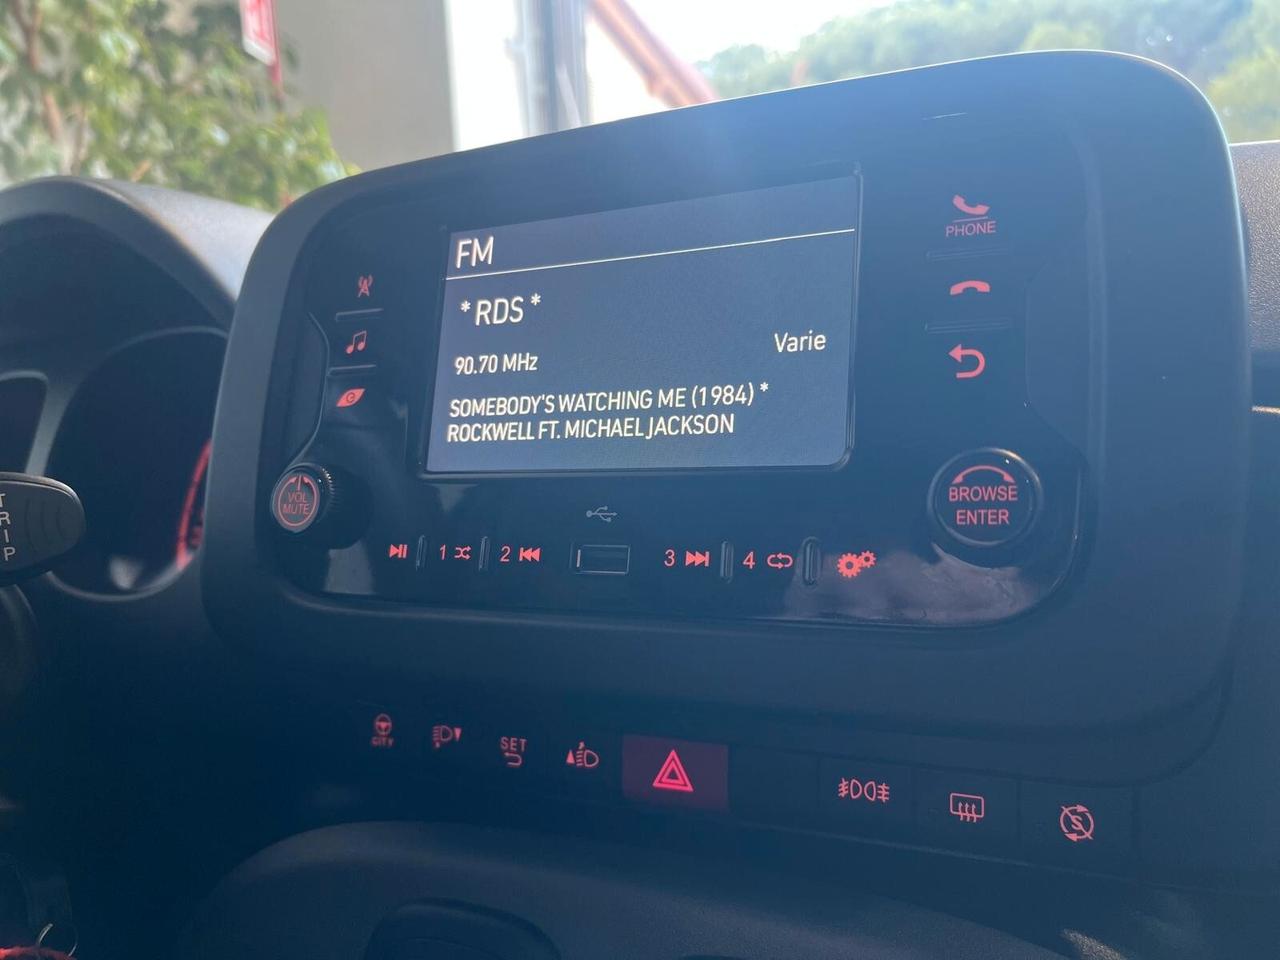 FM
* RDS *
Varie
90.70 MHz
SOMEBODY'S WATCHING ME (1984) *
ROCKWELL FT. MICHAEL JACKSON
PHONE
VOL
MUTE
BROWSE
ENTER
1
2
3
4
TRIP
CITY
SET
S